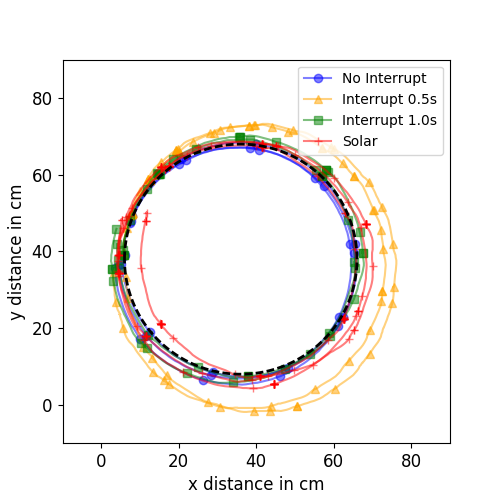 No Interrupt
Interrupt 0.5s
Interrupt 1.0s
Solar
80
60
40
20
0
y distance in cm
0 20 40 60 80
x distance in cm